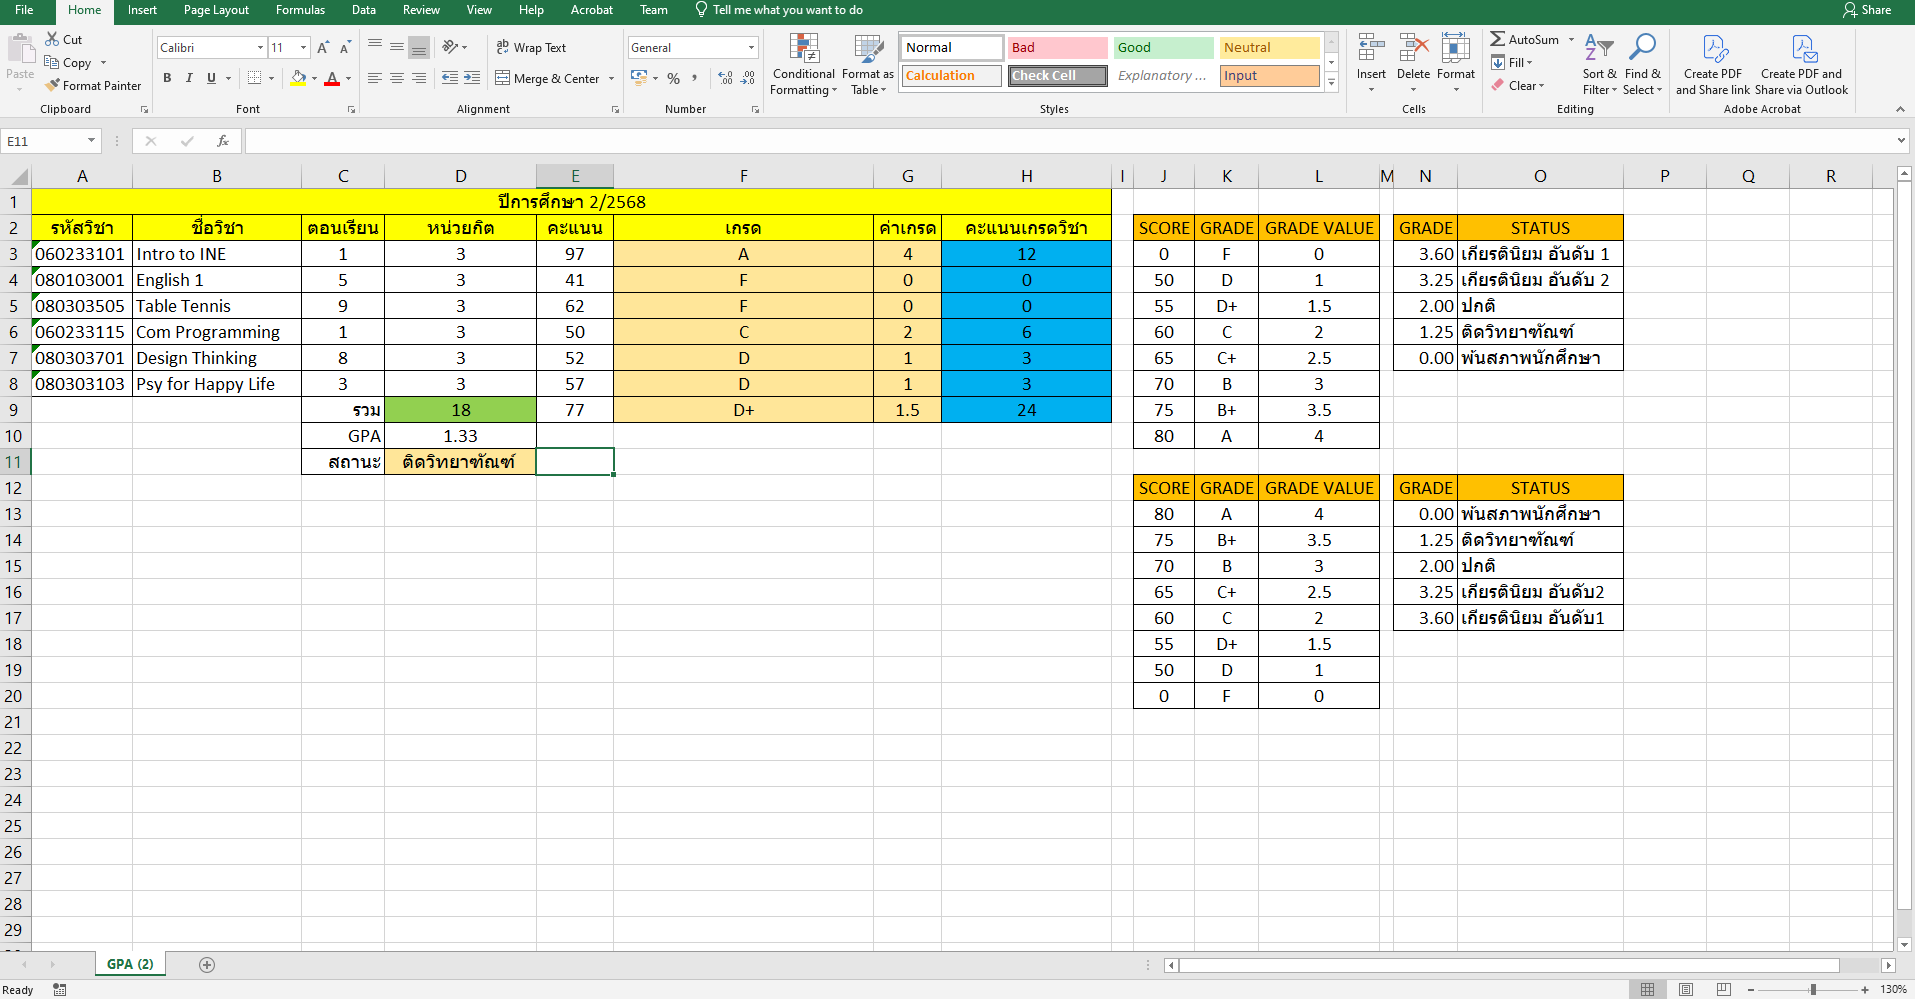 File Home Insert Page Layout Formulas Data Review View Help Acrobat Team Tell me what you want to do Share
Paste Cut Copy Format Painter Clipboard
Calibri 11 A A B I U A Font
Wrap Text Merge & Center Alignment
General % , .0 .00 .00 .0 Number
Conditional Formatting Format as Table
Normal Bad Good Neutral
Calculation Check Cell Explanatory ... Input
Styles
Insert Delete Format Cells
AutoSum Fill Clear Sort & Filter Find & Select Editing
Create PDF and Share link Create PDF and Share via Outlook Adobe Acrobat
E11 fx
A B C D E F G H I J K L M N O P Q R
1 ปีการศึกษา 2/2568
2 รหัสวิชา ชื่อวิชา ตอนเรียน หน่วยกิต คะแนน เกรด ค่าเกรด คะแนนเกรดวิชา SCORE GRADE GRADE VALUE GRADE STATUS
3 060233101 Intro to INE 1 3 97 A 4 12 0 F 0 3.60 เกียรตินิยม อันดับ 1
4 080103001 English 1 5 3 41 F 0 0 50 D 1 3.25 เกียรตินิยม อันดับ 2
5 080303505 Table Tennis 9 3 62 F 0 0 55 D+ 1.5 2.00 ปกติ
6 060233115 Com Programming 1 3 50 C 2 6 60 C 2 1.25 ติดวิทยาฑัณฑ์
7 080303701 Design Thinking 8 3 52 D 1 3 65 C+ 2.5 0.00 พ้นสภาพนักศึกษา
8 080303103 Psy for Happy Life 3 3 57 D 1 3 70 B 3
9 รวม 18 77 D+ 1.5 24 75 B+ 3.5
10 GPA 1.33 80 A 4
11 สถานะ ติดวิทยาฑัณฑ์
12 SCORE GRADE GRADE VALUE GRADE STATUS
13 80 A 4 0.00 พ้นสภาพนักศึกษา
14 75 B+ 3.5 1.25 ติดวิทยาฑัณฑ์
15 70 B 3 2.00 ปกติ
16 65 C+ 2.5 3.25 เกียรตินิยม อันดับ2
17 60 C 2 3.60 เกียรตินิยม อันดับ1
18 55 D+ 1.5
19 50 D 1
20 0 F 0
21
22
23
24
25
26
27
28
29
GPA (2)
Ready 130%